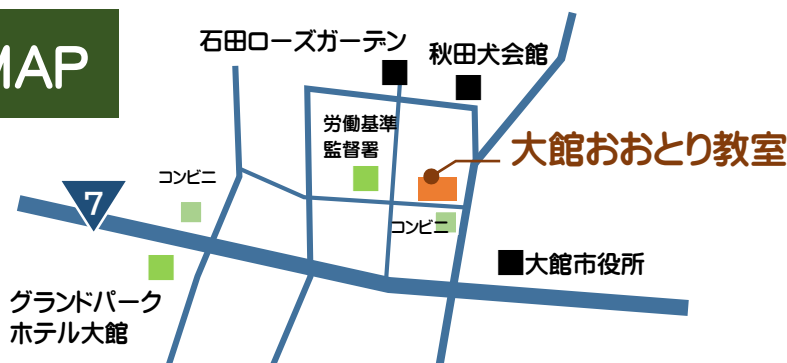 MAP
石田ローズガーデン
秋田犬会館
労働基準
監督署
大館おおとり教室
コンビニ
7
コンビニ
大館市役所
グランドパーク
ホテル大館